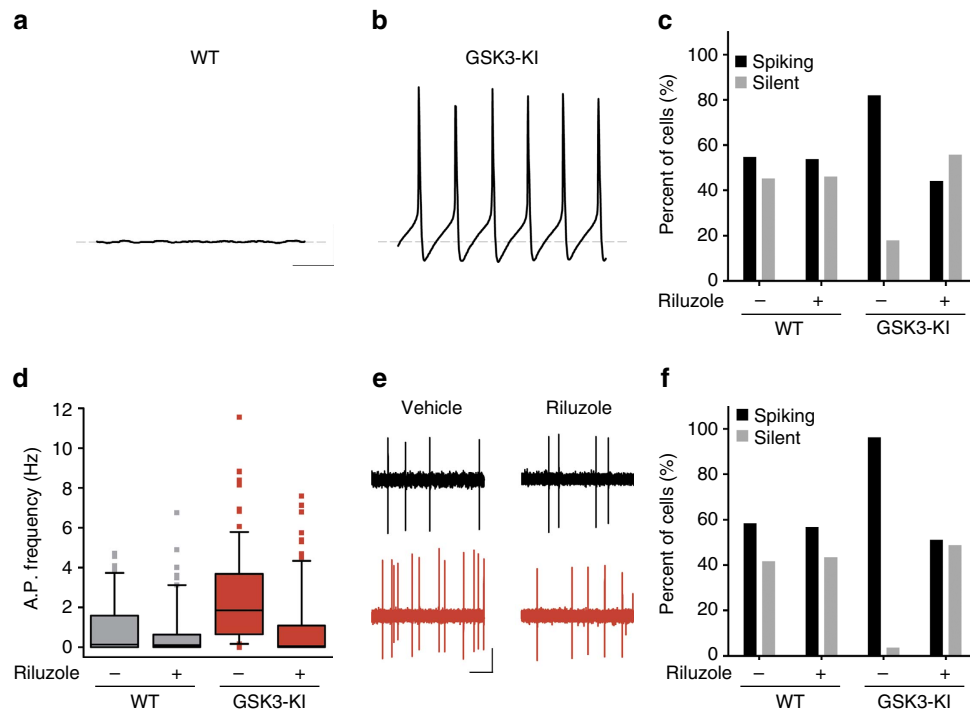 a
WT
b
GSK3-KI
c
Percent of cells (%)
100
80
60
40
20
0
Spiking
Silent
Riluzole – + – +
WT GSK3-KI
d
A.P. frequency (Hz)
12
10
8
6
4
2
0
Riluzole – + – +
WT GSK3-KI
e
Vehicle Riluzole
f
Percent of cells (%)
100
80
60
40
20
0
Spiking
Silent
Riluzole – + – +
WT GSK3-KI